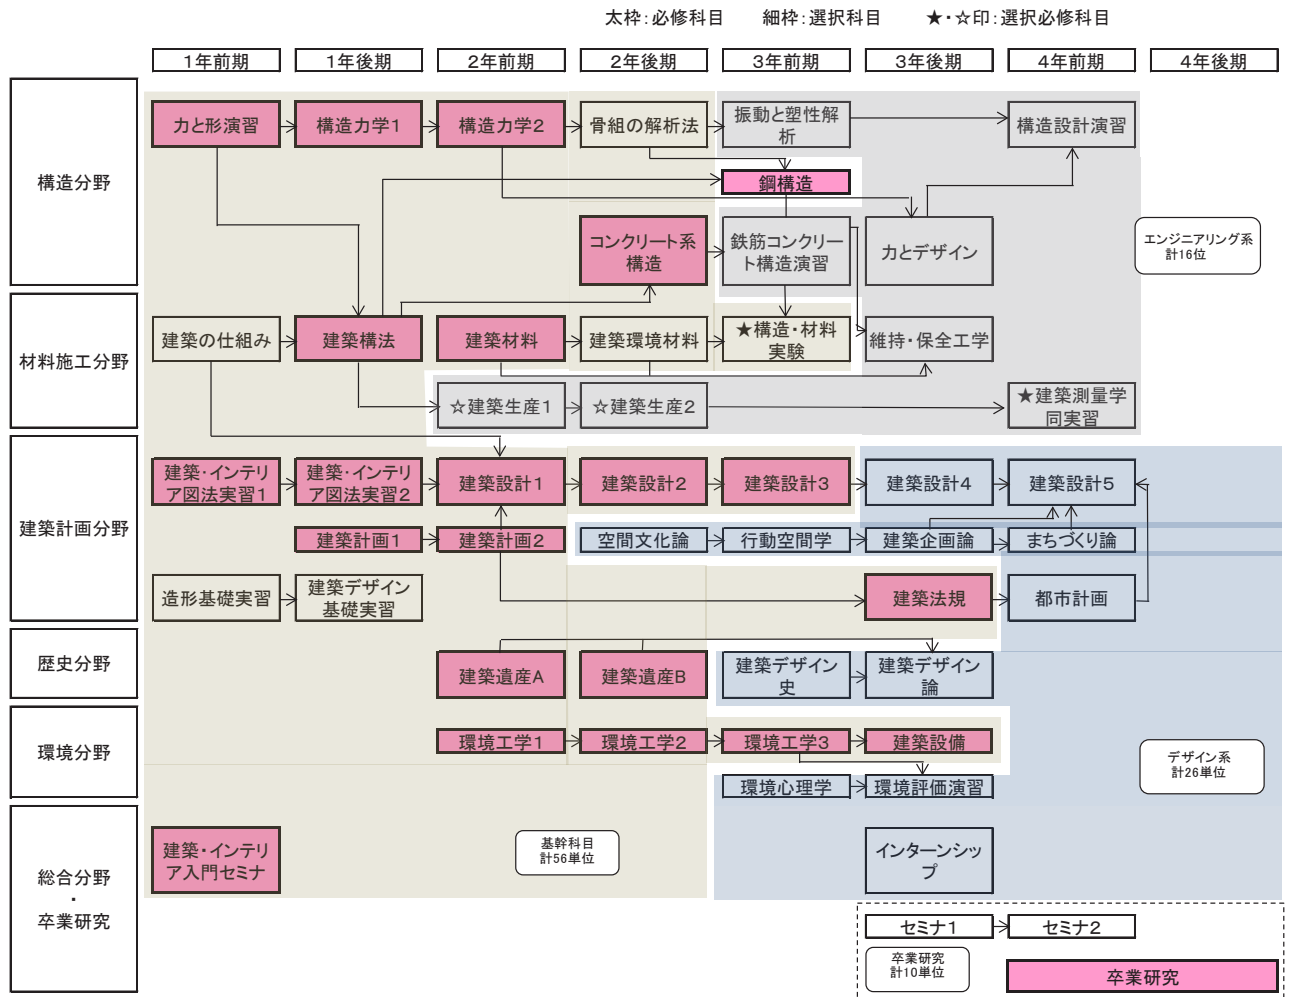 太枠：必修科目　細枠：選択科目　★・☆印：選択必修科目
1年前期　1年後期　2年前期　2年後期　3年前期　3年後期　4年前期　4年後期
構造分野
力と形演習
構造力学1
構造力学2
骨組の解析法
振動と塑性解
析
構造設計演習
鋼構造
コンクリート系
構造
鉄筋コンクリー
ト構造演習
力とデザイン
エンジニアリング系
計16位
材料施工分野
建築の仕組み
建築構法
建築材料
建築環境材料
★構造・材料
実験
維持・保全工学
☆建築生産1
☆建築生産2
★建築測量学
同実習
建築計画分野
建築・インテリ
ア図法実習1
建築・インテリ
ア図法実習2
建築設計1
建築設計2
建築設計3
建築設計4
建築設計5
建築計画1
建築計画2
空間文化論
行動空間学
建築企画論
まちづくり論
造形基礎実習
建築デザイン
基礎実習
建築法規
都市計画
歴史分野
建築遺産A
建築遺産B
建築デザイン
史
建築デザイン
論
環境分野
環境工学1
環境工学2
環境工学3
建築設備
環境心理学
環境評価演習
デザイン系
計26単位
総合分野
・
卒業研究
建築・インテリ
ア入門セミナ
基幹科目
計56単位
インターンシッ
プ
セミナ1
セミナ2
卒業研究
計10単位
卒業研究